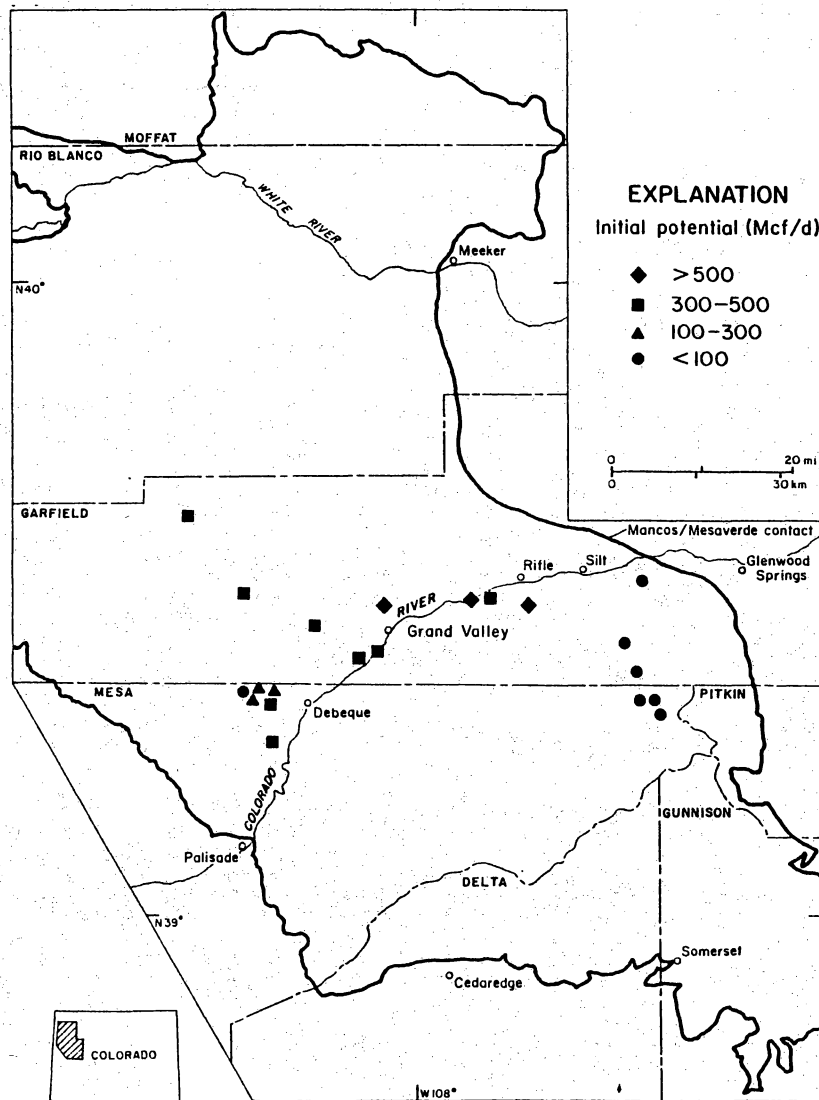 MOFFAT
RIO BLANCO
WHITE RIVER
Meeker
N40°
EXPLANATION
Initial potential (Mcf/d)
>500
300-500
100-300
<100
0 20 mi
0 30 km
GARFIELD
Mancos/Mesaverde contact
Rifle
Silt
Glenwood
Springs
RIVER
Grand Valley
MESA
PITKIN
Debeque
COLORADO
GUNNISON
Palisade
DELTA
N39°
Somerset
Cedaredge
COLORADO
W108°